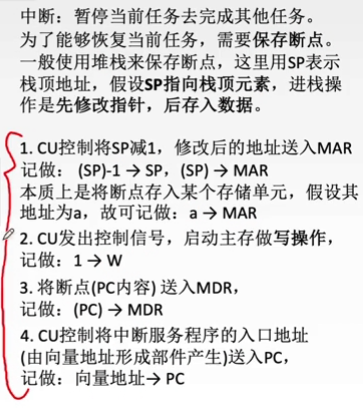 中断：暂停当前任务去完成其他任务。
为了能够恢复当前任务，需要保存断点。
一般使用堆栈来保存断点，这里用SP表示
栈顶地址，假设SP指向栈顶元素，进栈操
作是先修改指针，后存入数据。
1. CU控制将SP减1，修改后的地址送入MAR
记做：(SP)-1 → SP，(SP) → MAR
本质上是将断点存入某个存储单元，假设其
地址为a，故可记做：a → MAR
2. CU发出控制信号，启动主存做写操作，
记做：1 → W
3. 将断点(PC内容) 送入MDR，
记做：(PC) → MDR
4. CU控制将中断服务程序的入口地址
(由向量地址形成部件产生)送入PC，
记做：向量地址→ PC